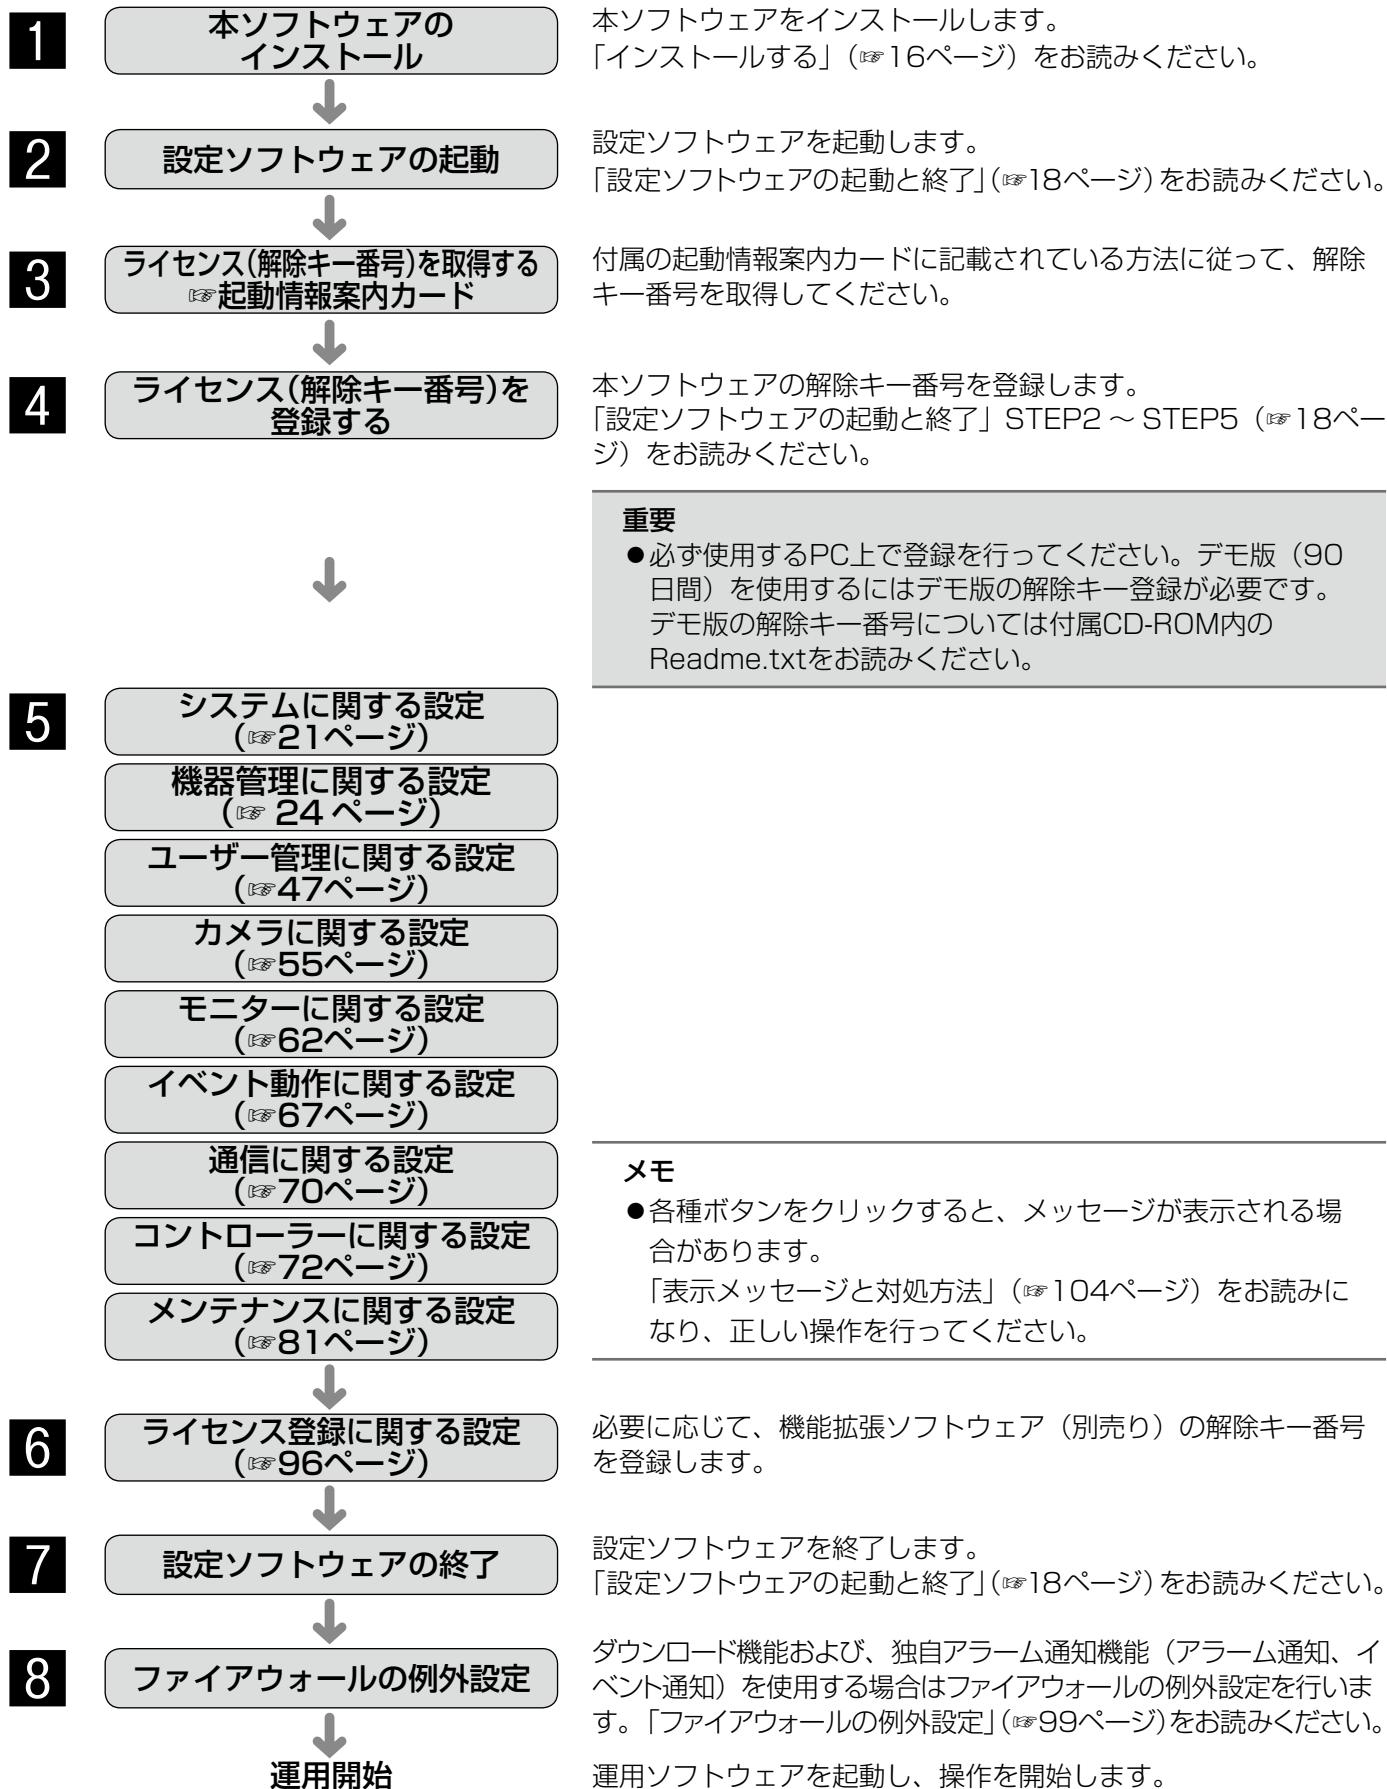 1
本ソフトウェアの
インストール
本ソフトウェアをインストールします。
「インストールする」（☞16ページ）をお読みください。
2
設定ソフトウェアの起動
設定ソフトウェアを起動します。
「設定ソフトウェアの起動と終了」（☞18ページ）をお読みください。
3
ライセンス（解除キー番号）を取得する
☞起動情報案内カード
付属の起動情報案内カードに記載されている方法に従って、解除
キー番号を取得してください。
4
ライセンス（解除キー番号）を
登録する
本ソフトウェアの解除キー番号を登録します。
「設定ソフトウェアの起動と終了」STEP2 ～ STEP5（☞18ペー
ジ）をお読みください。
重要
●必ず使用するPC上で登録を行ってください。デモ版（90
日間）を使用するにはデモ版の解除キー登録が必要です。
デモ版の解除キー番号については付属CD-ROM内の
Readme.txtをお読みください。
5
システムに関する設定
（☞21ページ）
機器管理に関する設定
（☞ 24 ページ）
ユーザー管理に関する設定
（☞47ページ）
カメラに関する設定
（☞55ページ）
モニターに関する設定
（☞62ページ）
イベント動作に関する設定
（☞67ページ）
通信に関する設定
（☞70ページ）
コントローラーに関する設定
（☞72ページ）
メンテナンスに関する設定
（☞81ページ）
メモ
●各種ボタンをクリックすると、メッセージが表示される場
合があります。
「表示メッセージと対処方法」（☞104ページ）をお読みに
なり、正しい操作を行ってください。
6
ライセンス登録に関する設定
（☞96ページ）
必要に応じて、機能拡張ソフトウェア（別売り）の解除キー番号
を登録します。
7
設定ソフトウェアの終了
設定ソフトウェアを終了します。
「設定ソフトウェアの起動と終了」（☞18ページ）をお読みください。
8
ファイアウォールの例外設定
ダウンロード機能および、独自アラーム通知機能（アラーム通知、イ
ベント通知）を使用する場合はファイアウォールの例外設定を行いま
す。「ファイアウォールの例外設定」（☞99ページ）をお読みください。
運用開始
運用ソフトウェアを起動し、操作を開始します。